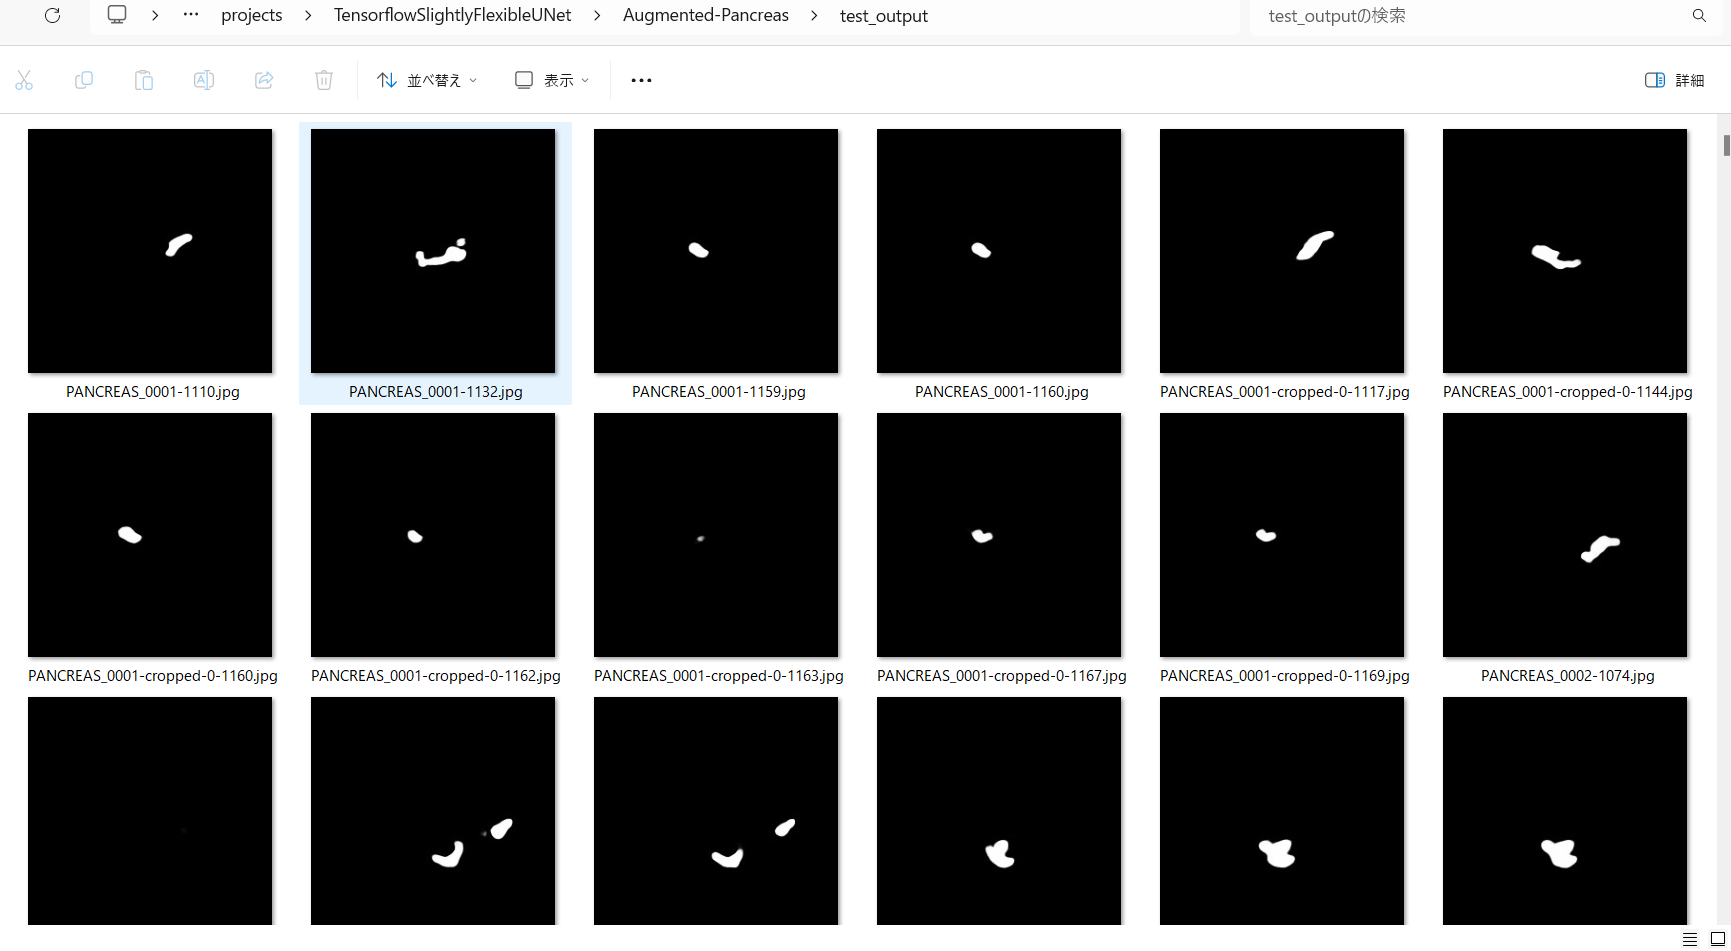 projects > TensorflowSlightlyFlexibleUNet > Augmented-Pancreas > test_output
test_outputの検索
並べ替え
表示
詳細
PANCREAS_0001-1110.jpg
PANCREAS_0001-1132.jpg
PANCREAS_0001-1159.jpg
PANCREAS_0001-1160.jpg
PANCREAS_0001-cropped-0-1117.jpg
PANCREAS_0001-cropped-0-1144.jpg
PANCREAS_0001-cropped-0-1160.jpg
PANCREAS_0001-cropped-0-1162.jpg
PANCREAS_0001-cropped-0-1163.jpg
PANCREAS_0001-cropped-0-1167.jpg
PANCREAS_0001-cropped-0-1169.jpg
PANCREAS_0002-1074.jpg